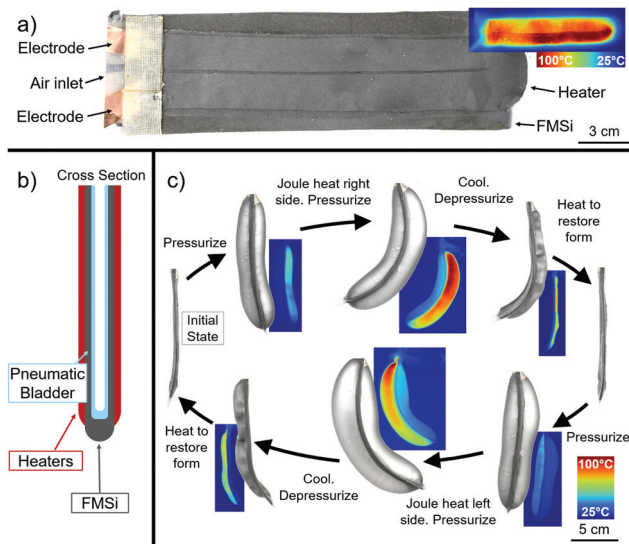 a)
Electrode
Air inlet
Electrode
100°C 25°C
Heater
FMSi
3 cm
b)
Cross Section
Pneumatic
Bladder
Heaters
FMSi
c)
Joule heat right
side. Pressurize
Cool.
Depressurize
Heat to
restore
form
Pressurize
Initial
State
Pressurize
Heat to
restore
form
Cool.
Depressurize
Joule heat left
side. Pressurize
100°C
25°C
5 cm